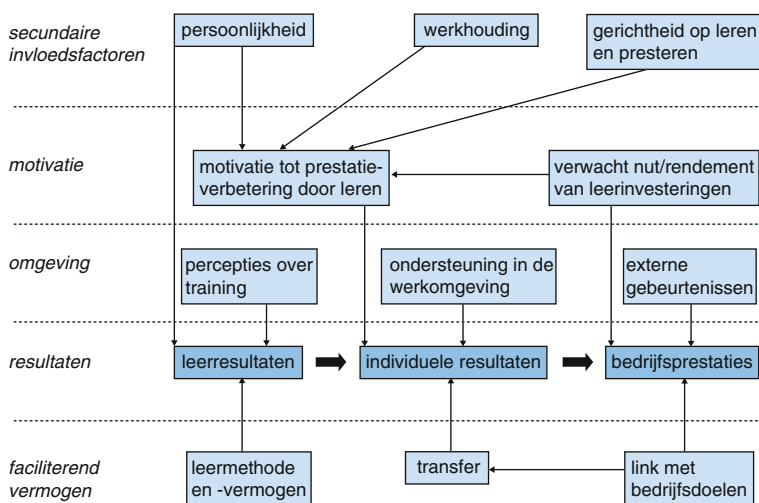 secundaire
invloedsfactoren
persoonlijkheid
werkhouding
gerichtheid op leren
en presteren
motivatie
motivatie tot prestatie-
verbetering door leren
verwacht nut/rendement
van leerinvesteringen
omgeving
percepties over
training
ondersteuning in de
werkomgeving
externe
gebeurtenissen
resultaten
leerresultaten
individuele resultaten
bedrijfsprestaties
faciliterend
vermogen
leermethode
en -vermogen
transfer
link met
bedrijfsdoelen